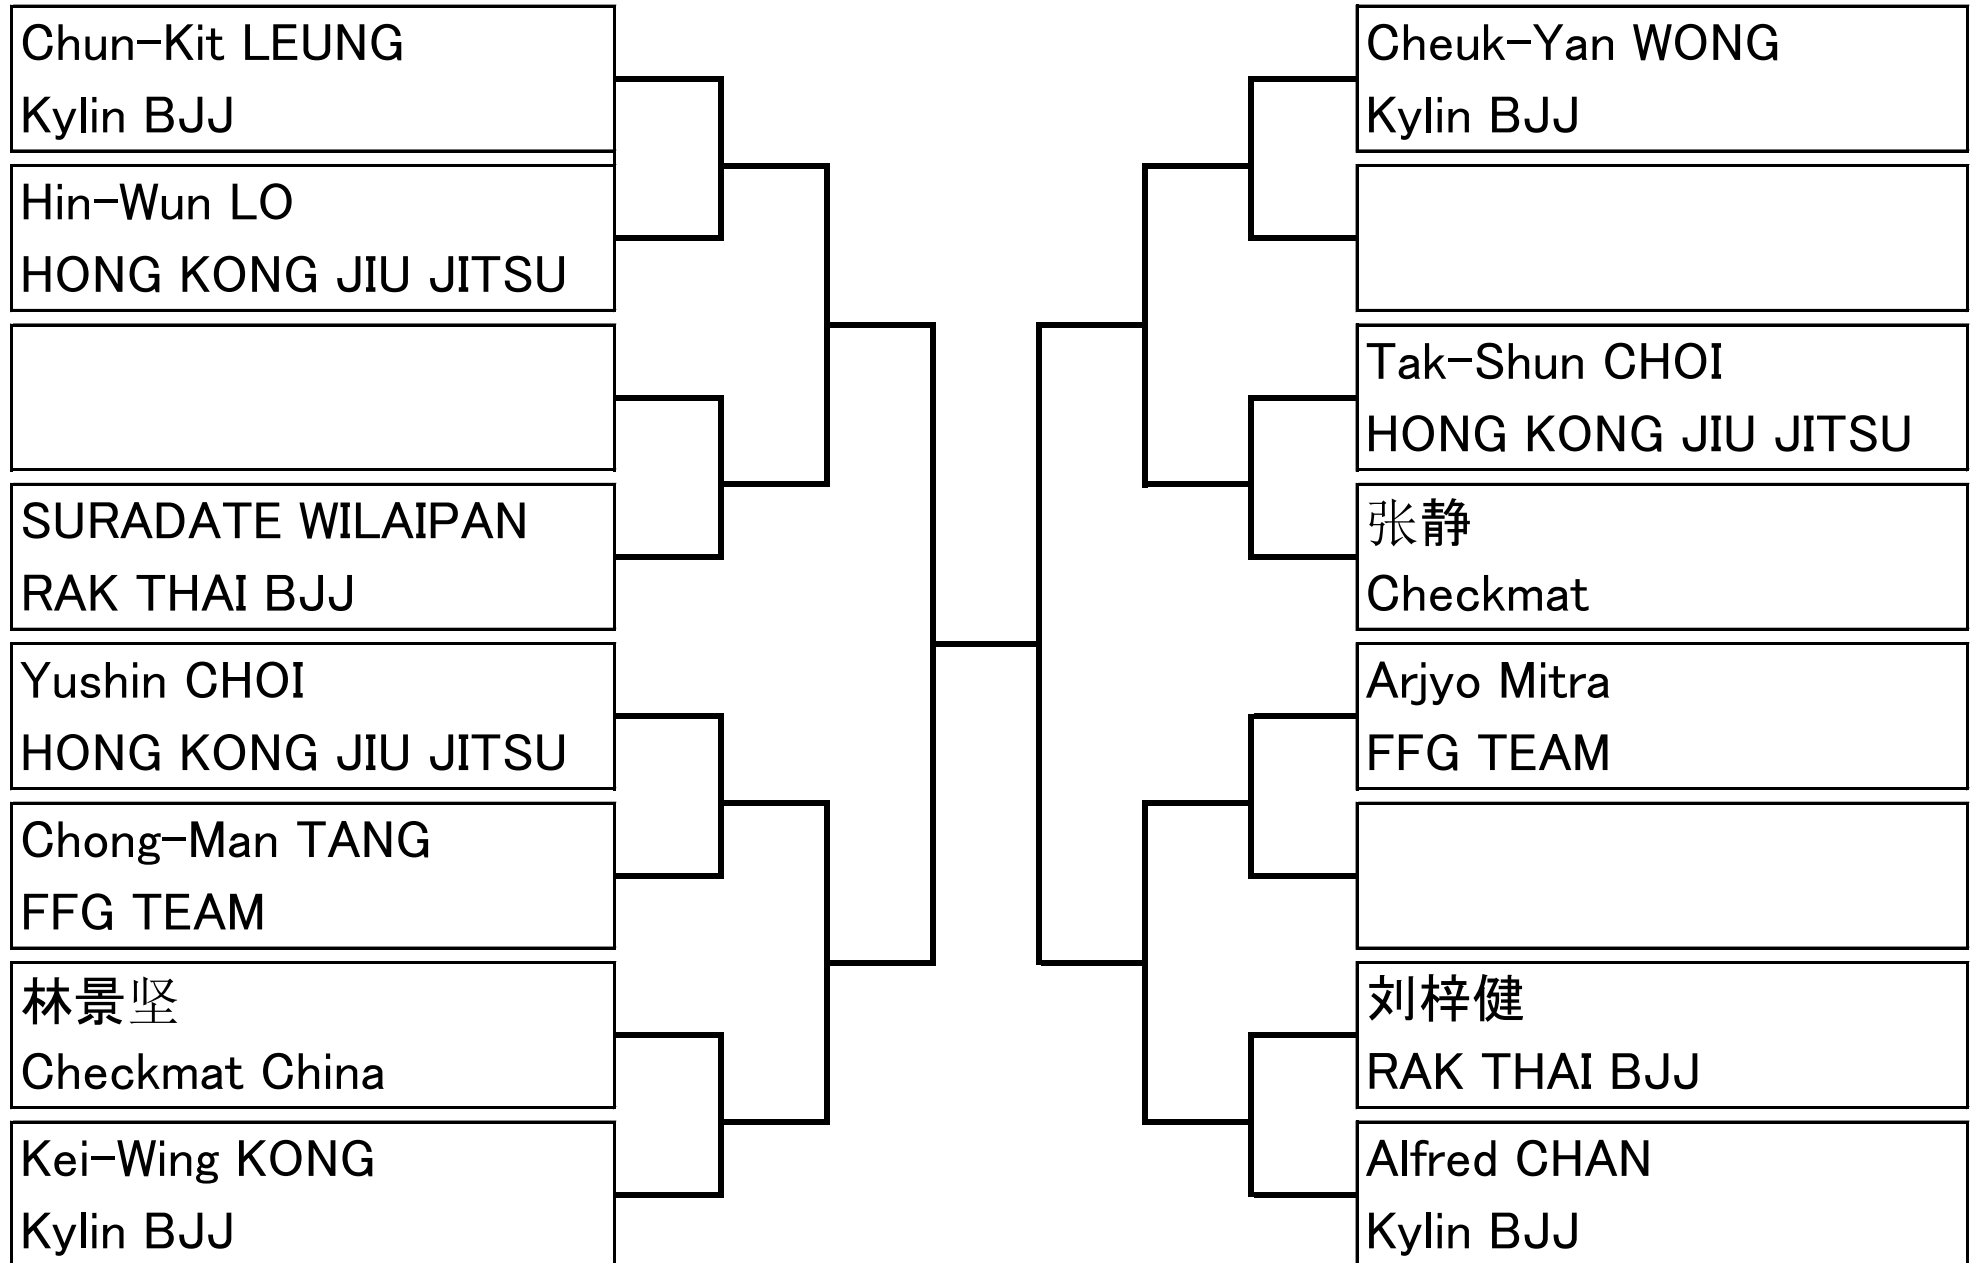 Chun-Kit LEUNG
Kylin BJJ
Hin-Wun LO
HONG KONG JIU JITSU
SURADATE WILAIPAN
RAK THAI BJJ
Yushin CHOI
HONG KONG JIU JITSU
Chong-Man TANG
FFG TEAM
林景坚
Checkmat China
Kei-Wing KONG
Kylin BJJ
Cheuk-Yan WONG
Kylin BJJ
Tak-Shun CHOI
HONG KONG JIU JITSU
张静
Checkmat
Arjyo Mitra
FFG TEAM
刘梓健
RAK THAI BJJ
Alfred CHAN
Kylin BJJ